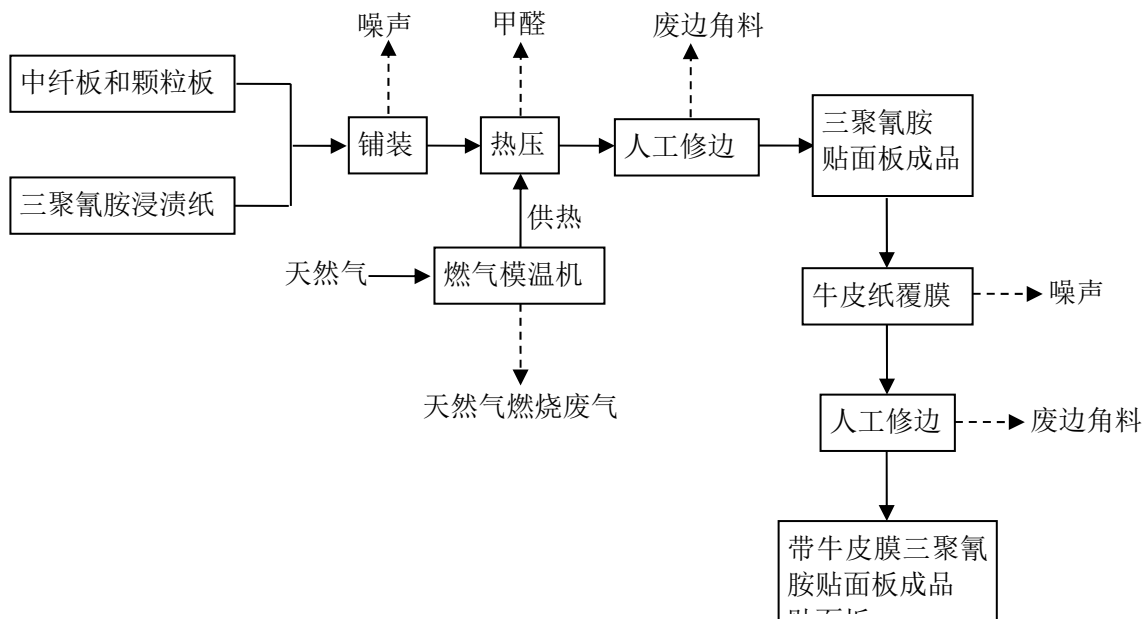 噪声
甲醛
废边角料
中纤板和颗粒板
三聚氰胺浸渍纸
铺装
热压
人工修边
三聚氰胺
贴面板成品
供热
天然气
燃气模温机
天然气燃烧废气
牛皮纸覆膜
噪声
人工修边
废边角料
带牛皮膜三聚氰
胺贴面板成品
贴面板